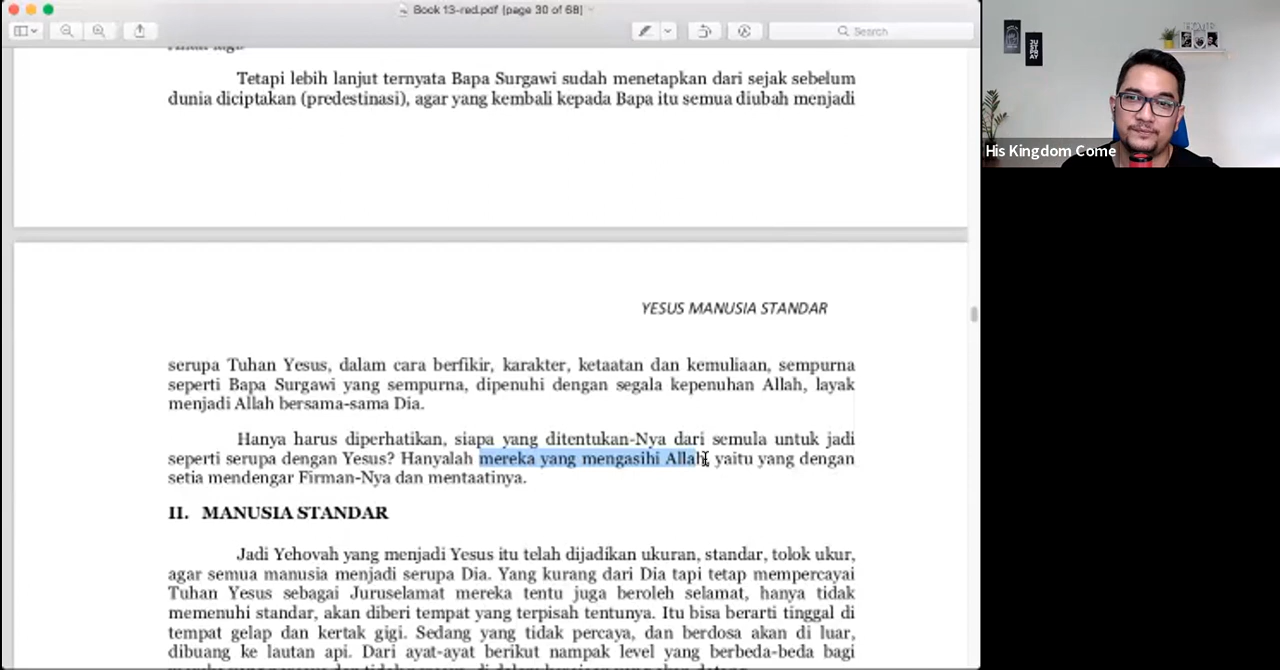 Book 13-red.pdf (page 30 of 68)
Search
Tetapi lebih lanjut ternyata Bapa Surgawi sudah menetapkan dari sejak sebelum
dunia diciptakan (predestinasi), agar yang kembali kepada Bapa itu semua diubah menjadi
YESUS MANUSIA STANDAR
serupa Tuhan Yesus, dalam cara berfikir, karakter, ketaatan dan kemuliaan, sempurna
seperti Bapa Surgawi yang sempurna, dipenuhi dengan segala kepenuhan Allah, layak
menjadi Allah bersama-sama Dia.
Hanya harus diperhatikan, siapa yang ditentukan-Nya dari semula untuk jadi
seperti serupa dengan Yesus? Hanyalah mereka yang mengasihi Allah, yaitu yang dengan
setia mendengar Firman-Nya dan mentaatinya.
II. MANUSIA STANDAR
Jadi Yehovah yang menjadi Yesus itu telah dijadikan ukuran, standar, tolok ukur,
agar semua manusia menjadi serupa Dia. Yang kurang dari Dia tapi tetap mempercayai
Tuhan Yesus sebagai Juruselamat mereka tentu juga beroleh selamat, hanya tidak
memenuhi standar, akan diberi tempat yang terpisah tentunya. Itu bisa berarti tinggal di
tempat gelap dan kertak gigi. Sedang yang tidak percaya, dan berdosa akan di luar,
dibuang ke lautan api. Dari ayat-ayat berikut nampak level yang berbeda-beda bagi
His Kingdom Come
JUST
PRAY